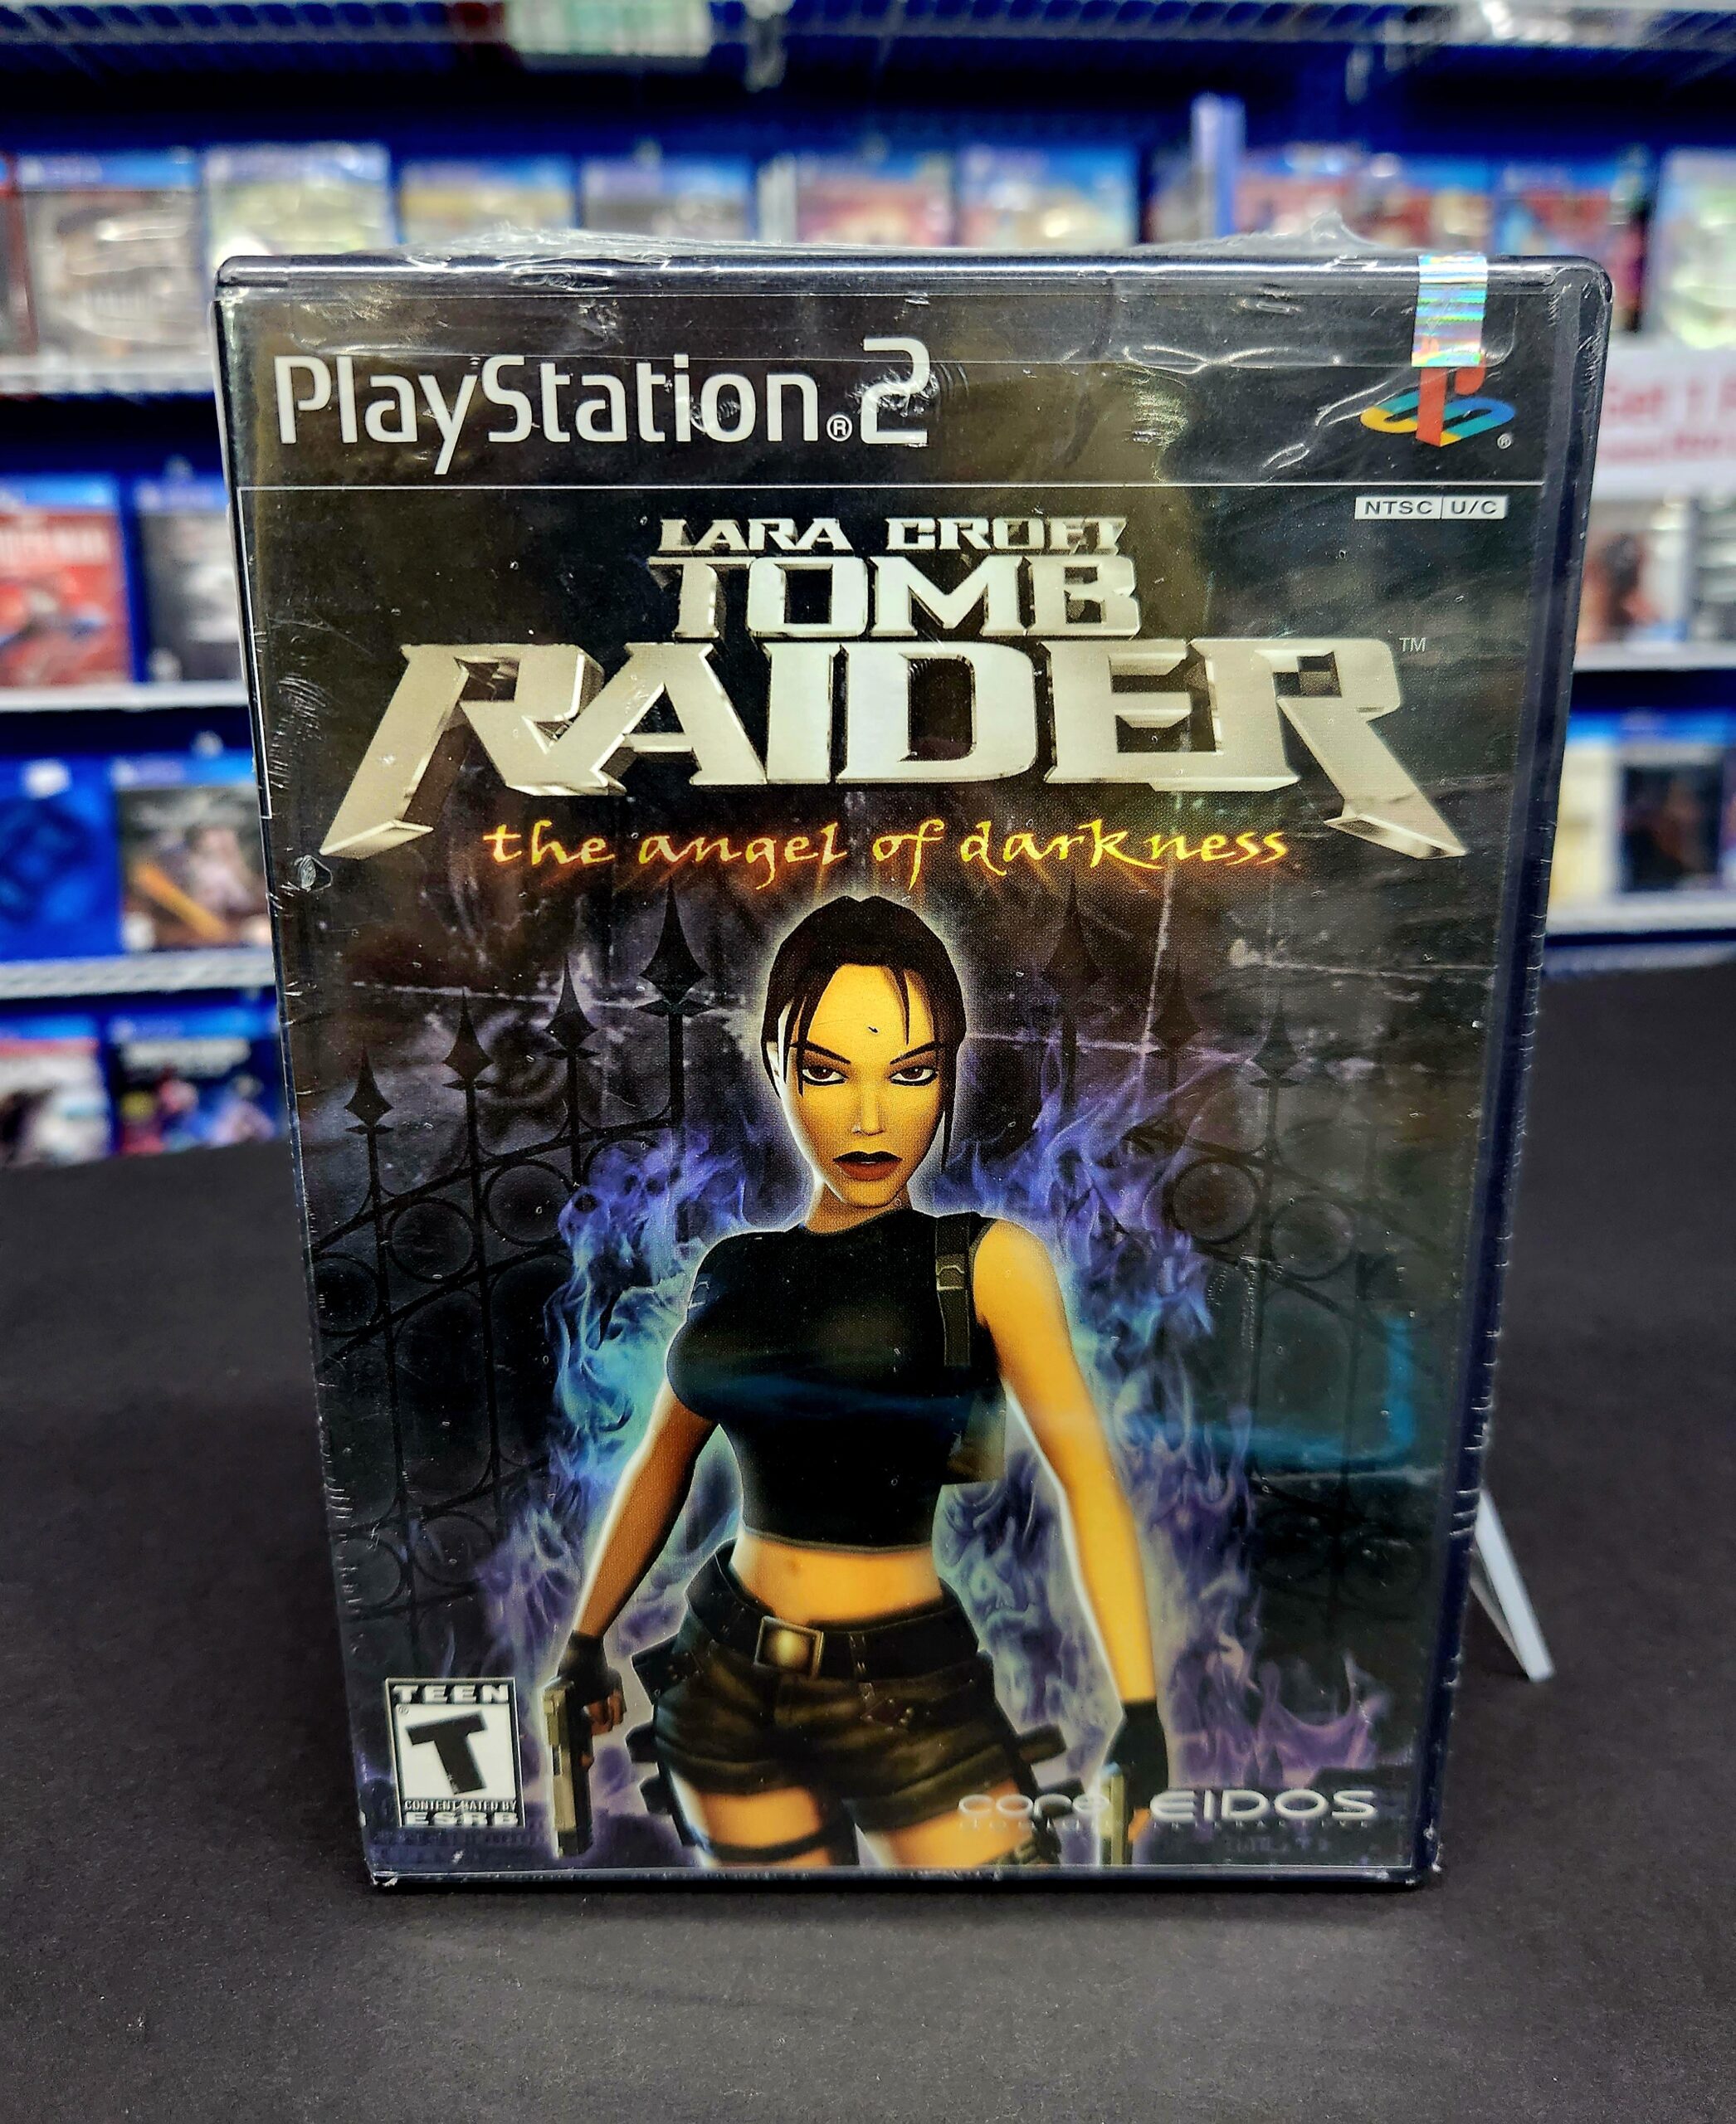 PlayStation®2
NTSC U/C
LARA CROFT
TOMB
RAIDER™
the angel of darkness
TEEN
T
CONTENT RATED BY
ESRB
core
EIDOS